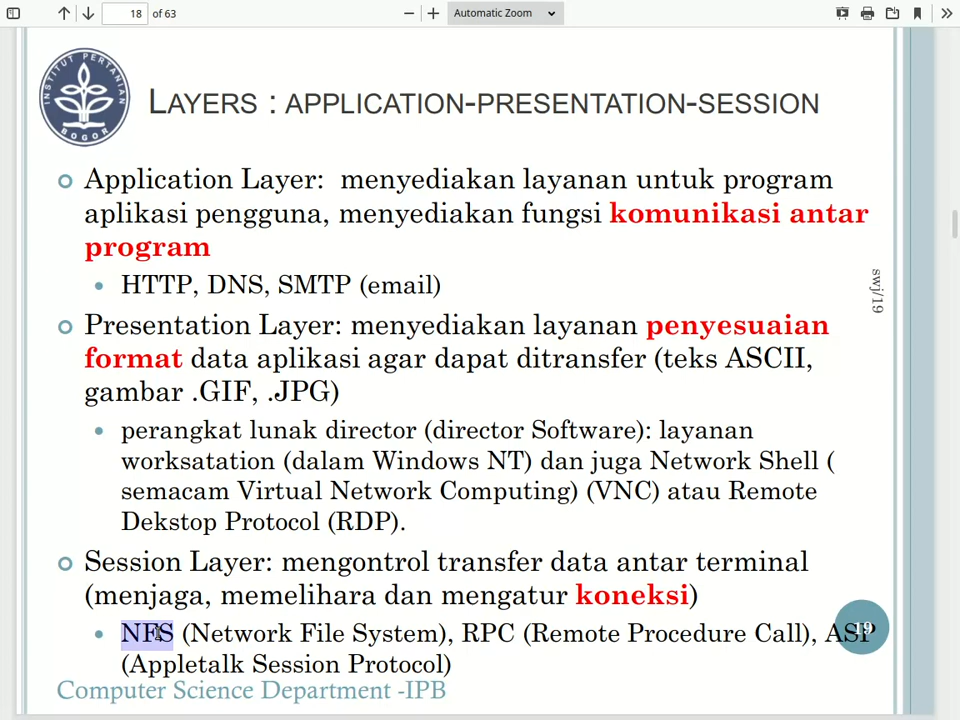 18 of 63 Automatic Zoom
INSTITUT PERTANIAN
BOGOR
LAYERS : APPLICATION-PRESENTATION-SESSION
Application Layer: menyediakan layanan untuk program
aplikasi pengguna, menyediakan fungsi komunikasi antar
program
HTTP, DNS, SMTP (email)
swj/19
Presentation Layer: menyediakan layanan penyesuaian
format data aplikasi agar dapat ditransfer (teks ASCII,
gambar .GIF, .JPG)
perangkat lunak director (director Software): layanan
worksatation (dalam Windows NT) dan juga Network Shell (
semacam Virtual Network Computing) (VNC) atau Remote
Dekstop Protocol (RDP).
Session Layer: mengontrol transfer data antar terminal
(menjaga, memelihara dan mengatur koneksi)
NFS (Network File System), RPC (Remote Procedure Call), ASP
19
(Appletalk Session Protocol)
Computer Science Department -IPB